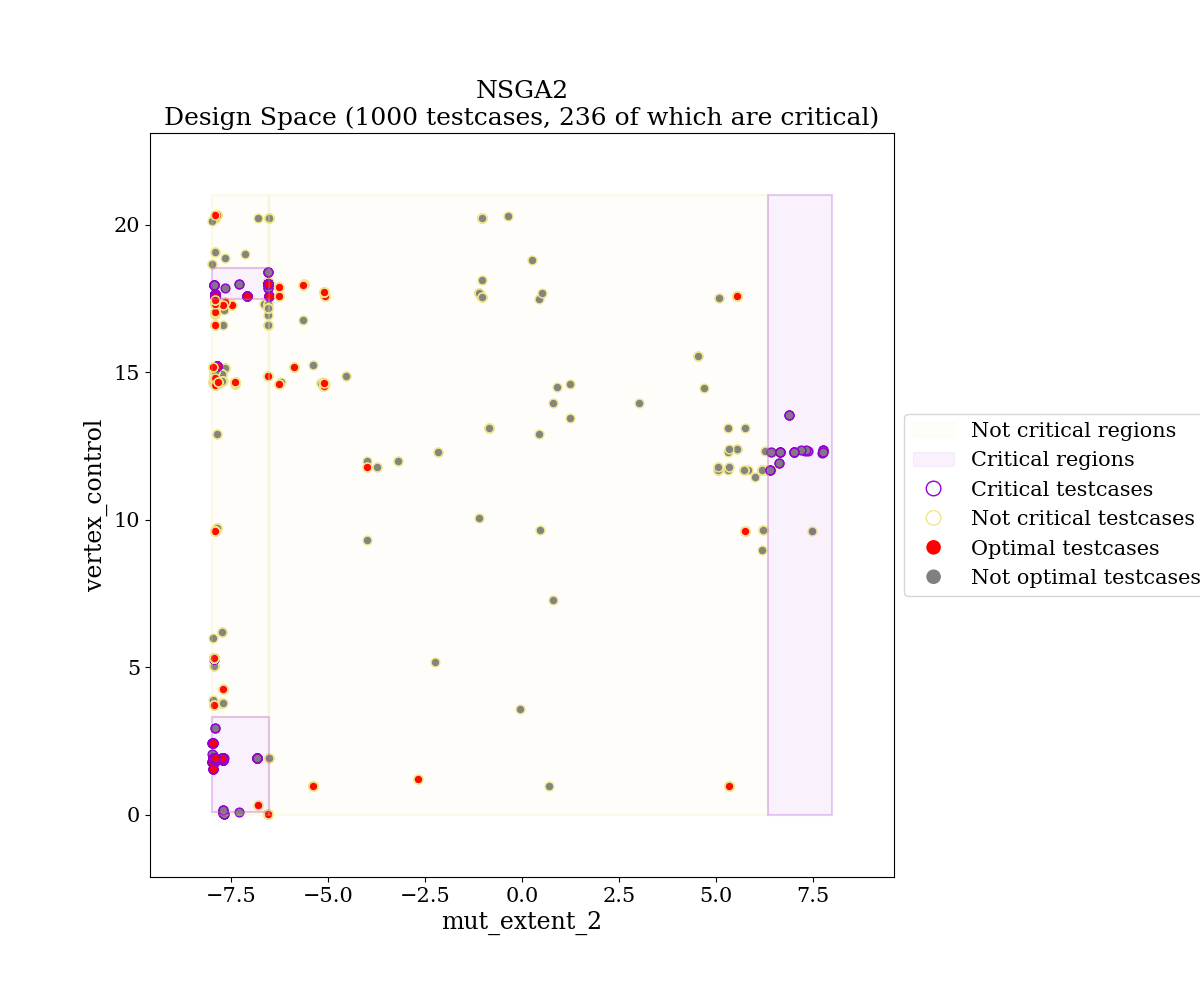 NSGA2
Design Space (1000 testcases, 236 of which are critical)
20
15
10
5
0
vertex_control
−7.5
−5.0
−2.5
0.0
2.5
5.0
7.5
mut_extent_2
Not critical regions
Critical regions
Critical testcases
Not critical testcases
Optimal testcases
Not optimal testcases